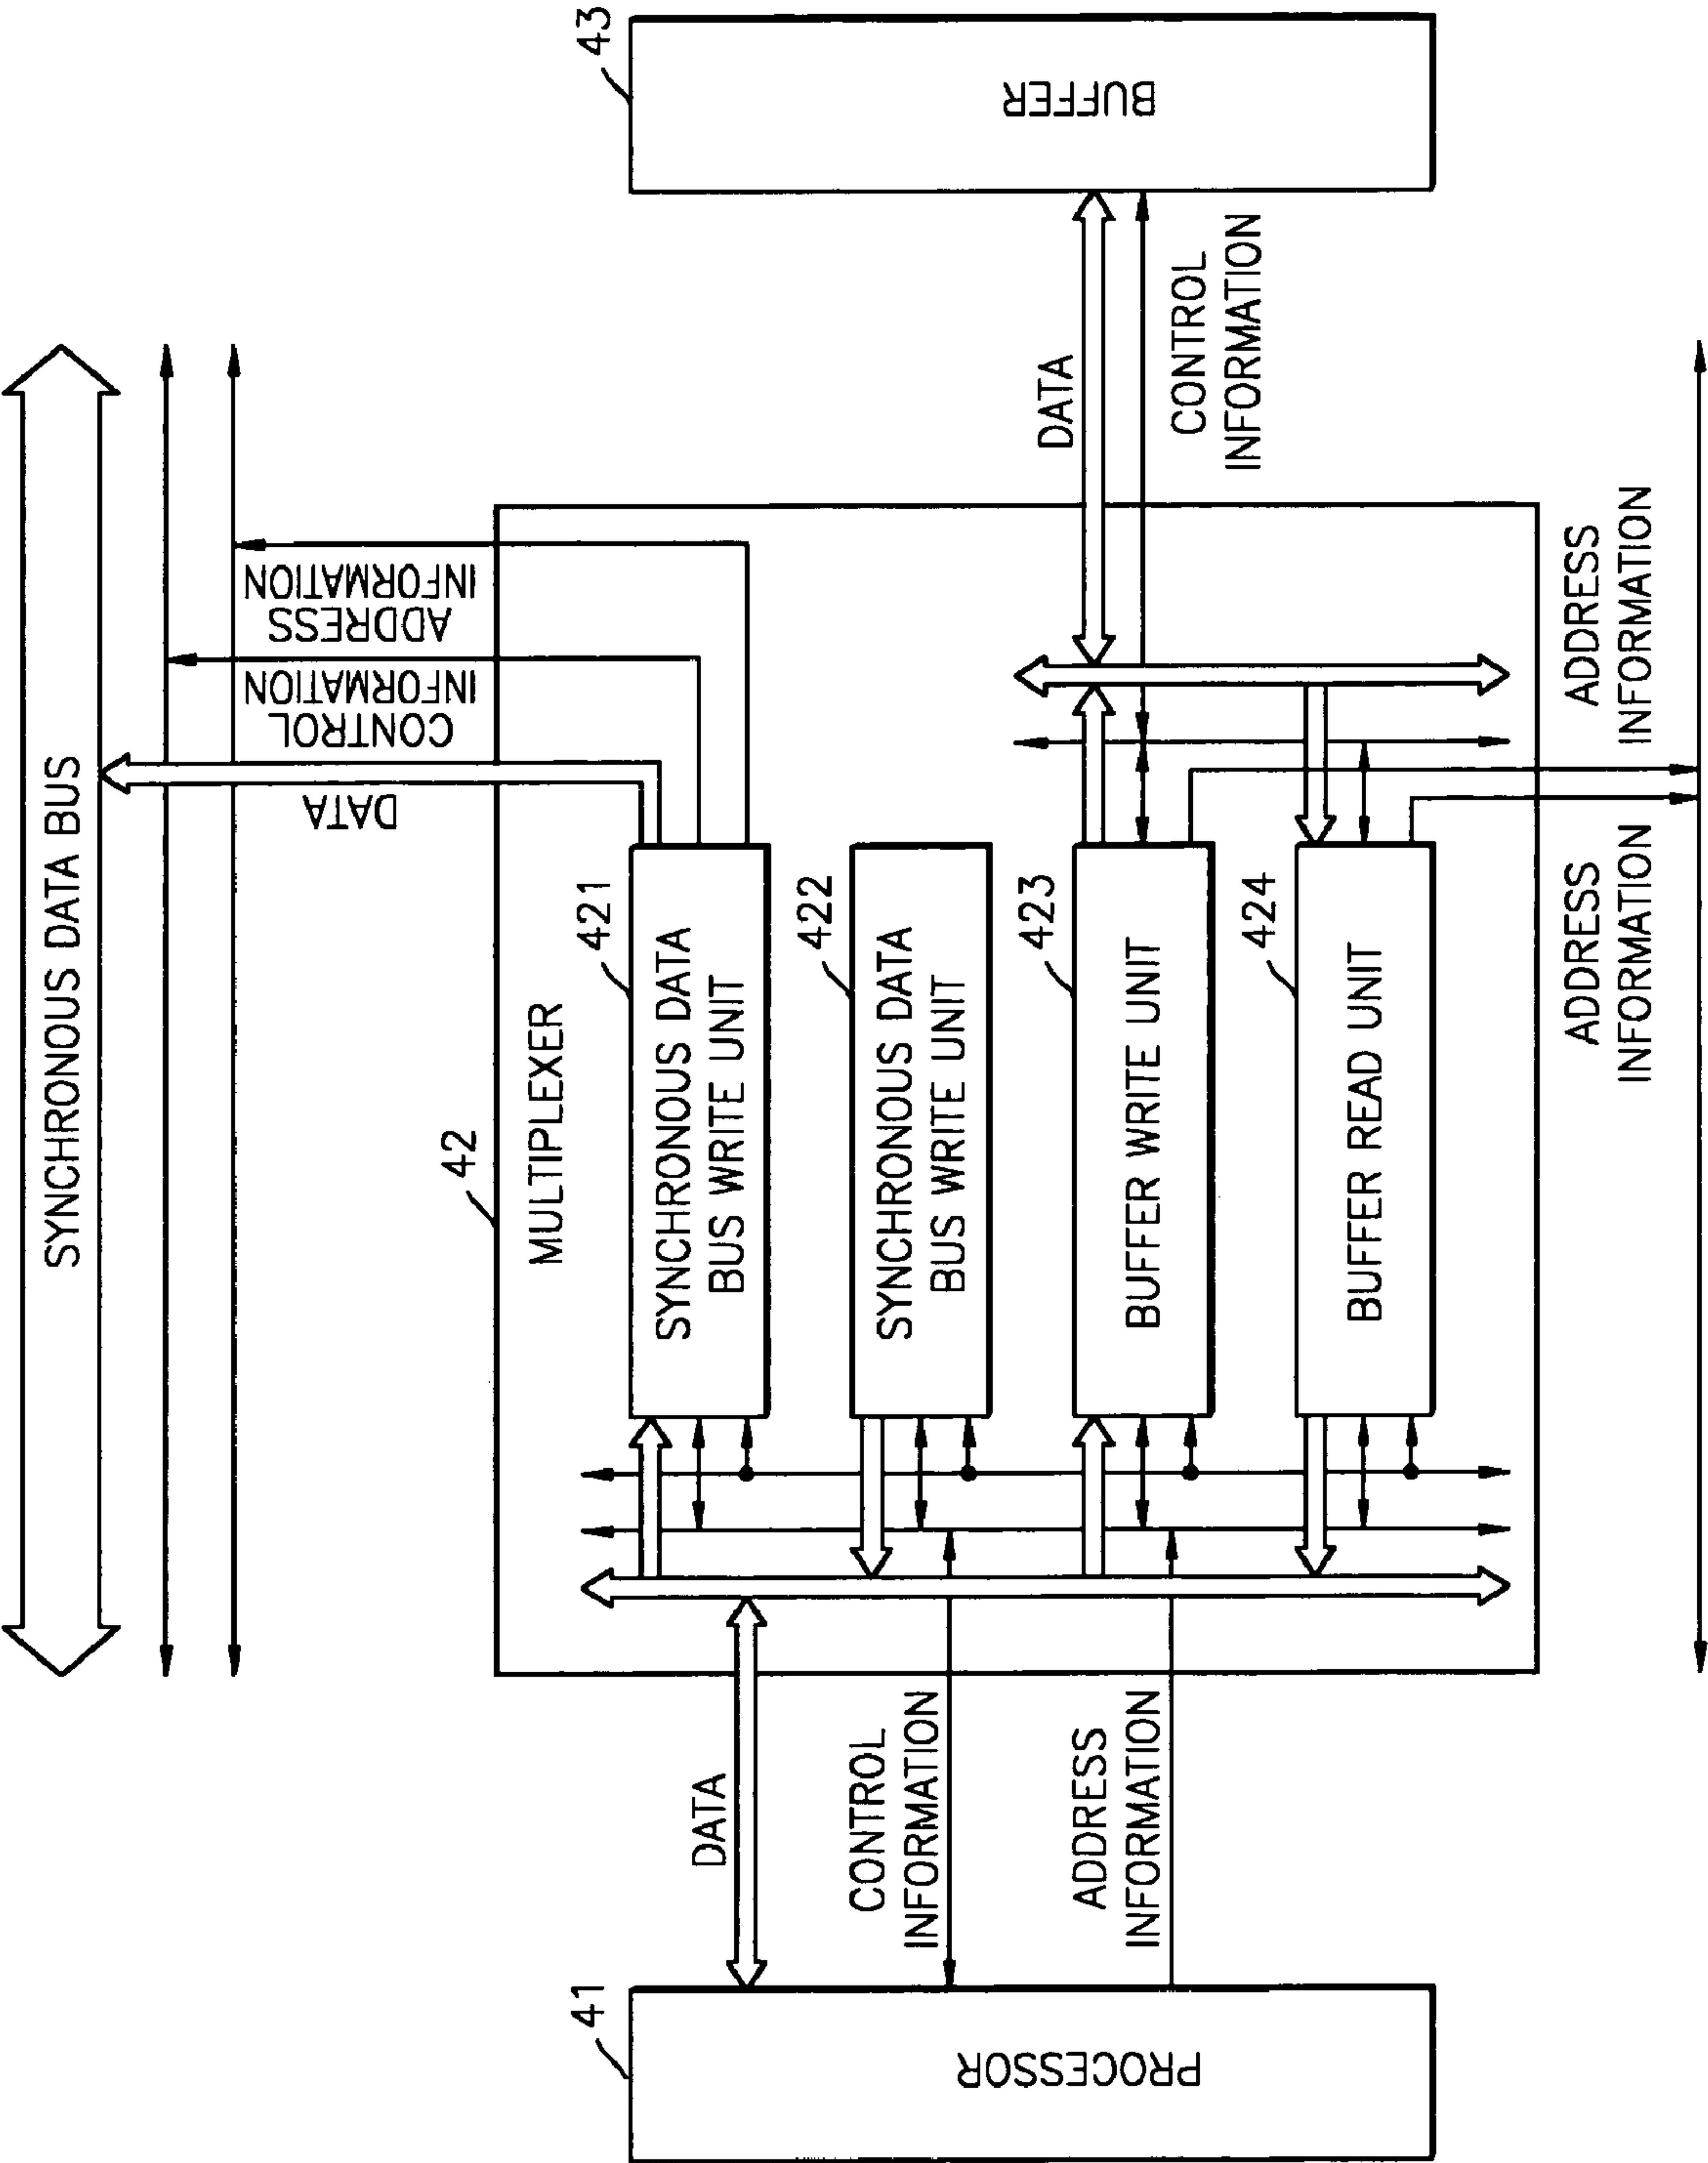 SYNCHRONOUS DATA BUS
DATA
CONTROL
INFORMATION
ADDRESS
INFORMATION
42
MULTIPLEXER
421
SYNCHRONOUS DATA
BUS WRITE UNIT
422
SYNCHRONOUS DATA
BUS WRITE UNIT
423
BUFFER WRITE UNIT
424
BUFFER READ UNIT
41
PROCESSOR
DATA
CONTROL
INFORMATION
ADDRESS
INFORMATION
43
BUFFER
DATA
CONTROL
INFORMATION
ADDRESS
INFORMATION
ADDRESS
INFORMATION